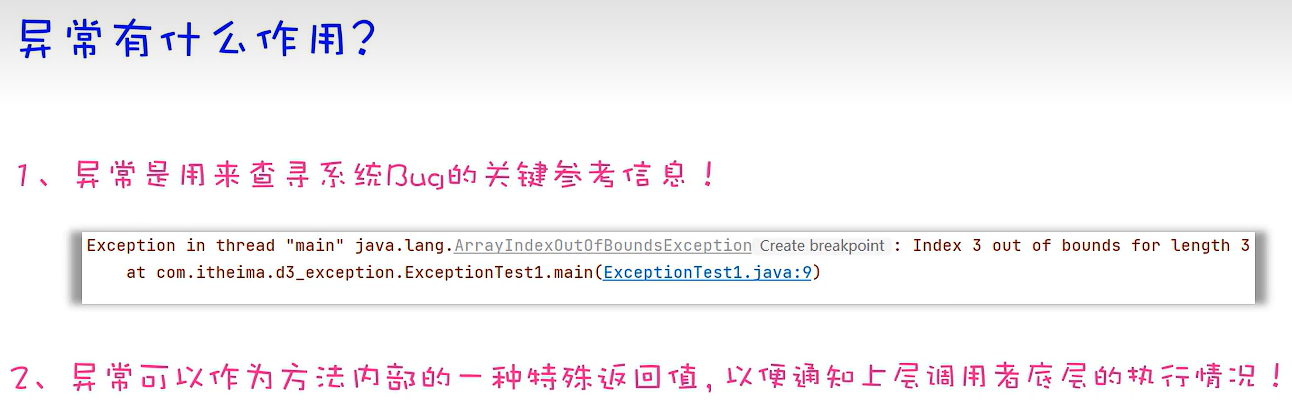 异常有什么作用?
1、异常是用来查寻系统Bug的关键参考信息!
Exception in thread "main" java.lang.ArrayIndexOutOfBoundsException Create breakpoint : Index 3 out of bounds for length 3
at com.itheima.d3_exception.ExceptionTest1.main(ExceptionTest1.java:9)
2、异常可以作为方法内部的一种特殊返回值,以便通知上层调用者底层的执行情况!